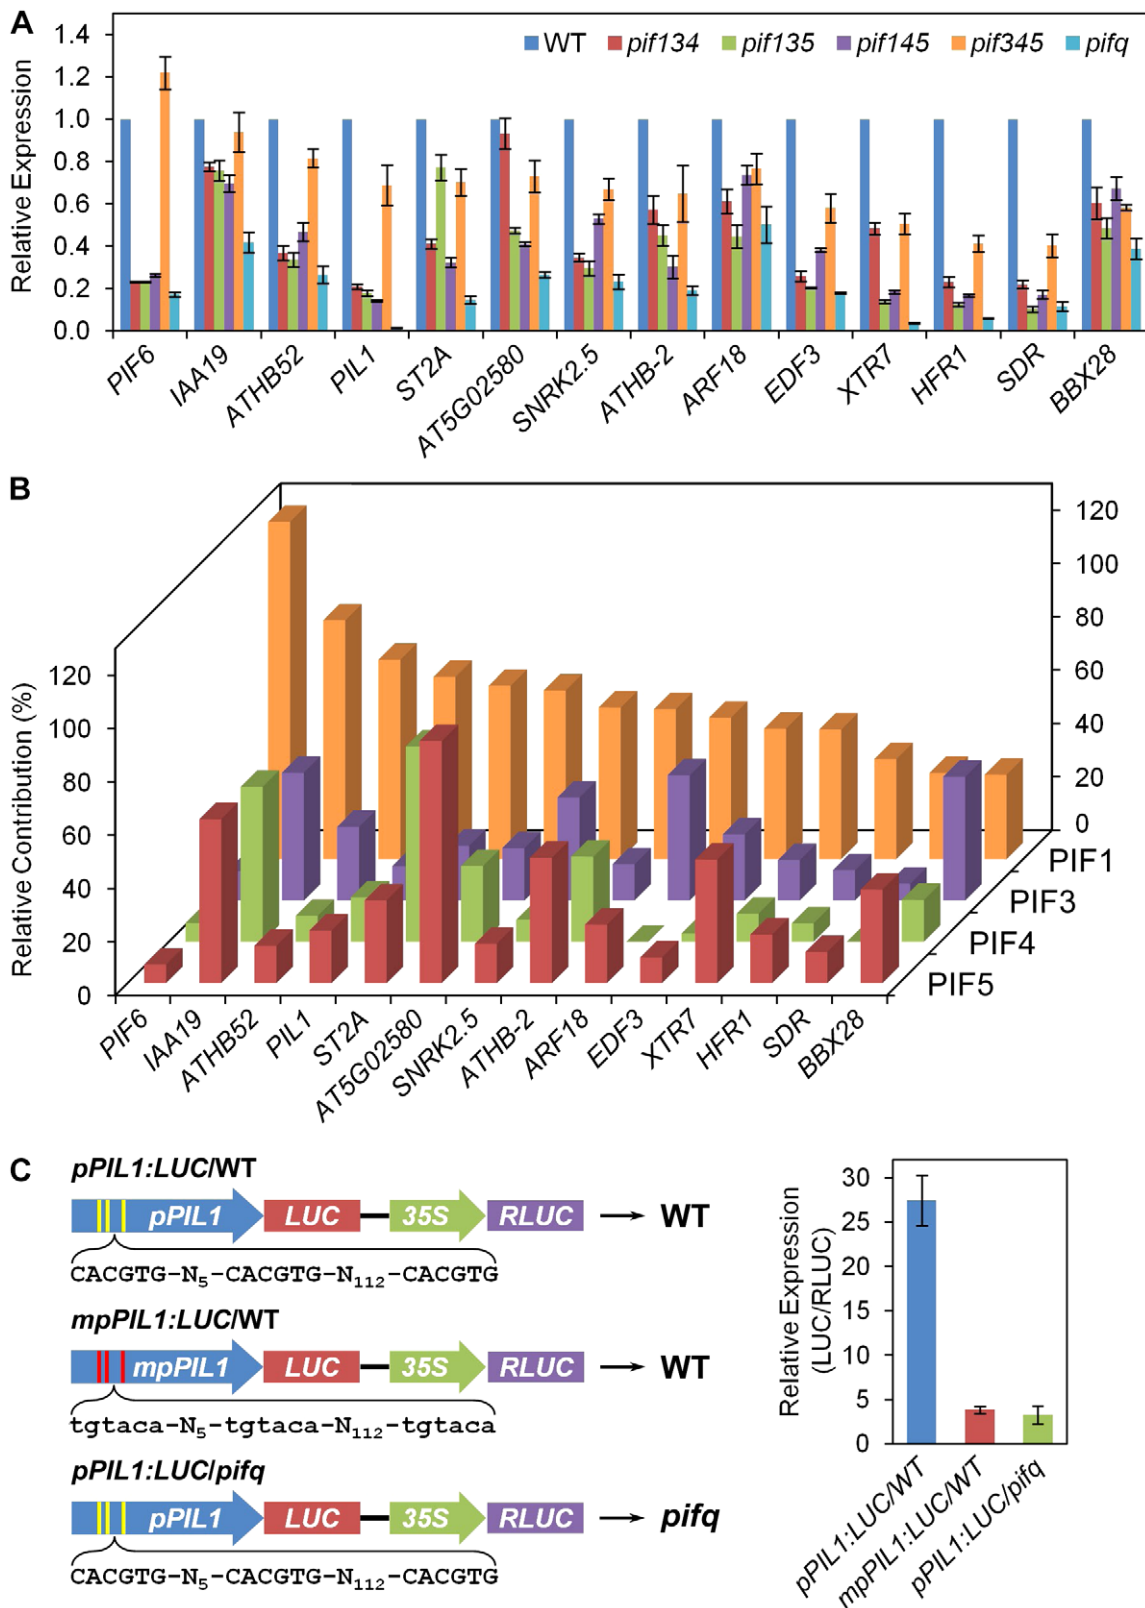 A
Relative Expression
1.4
1.2
1.0
0.8
0.6
0.4
0.2
0.0
WT pif134 pif135 pif145 pif345 pifq
PIF6 IAA19 ATHB52 PIL1 ST2A AT5G02580 SNRK2.5 ATHB-2 ARF18 EDF3 XTR7 HFR1 SDR BBX28
B
Relative Contribution (%)
120
100
80
60
40
20
0
120
100
80
60
40
20
0
PIF1
PIF3
PIF4
PIF5
PIF6 IAA19 ATHB52 PIL1 ST2A AT5G02580 SNRK2.5 ATHB-2 ARF18 EDF3 XTR7 HFR1 SDR BBX28
C
pPIL1:LUC/WT
pPIL1 LUC 35S RLUC WT
CACGTG-N5-CACGTG-N112-CACGTG
mpPIL1:LUC/WT
mpPIL1 LUC 35S RLUC WT
tgtaca-N5-tgtaca-N112-tgtaca
pPIL1:LUC/pifq
pPIL1 LUC 35S RLUC pifq
CACGTG-N5-CACGTG-N112-CACGTG
Relative Expression
(LUC/RLUC)
30
25
20
15
10
5
0
pPIL1:LUC/WT
mpPIL1:LUC/WT
pPIL1:LUC/pifq